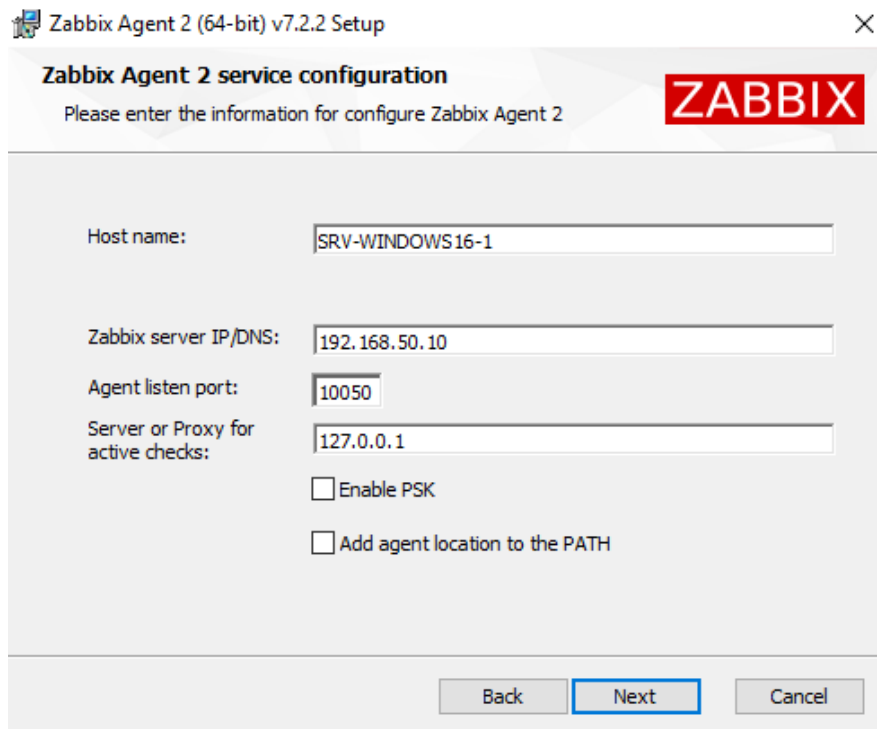 Zabbix Agent 2 (64-bit) v7.2.2 Setup
Zabbix Agent 2 service configuration
Please enter the information for configure Zabbix Agent 2
ZABBIX
Host name:
SRV-WINDOWS16-1
Zabbix server IP/DNS:
192.168.50.10
Agent listen port:
10050
Server or Proxy for
active checks:
127.0.0.1
Enable PSK
Add agent location to the PATH
Back
Next
Cancel